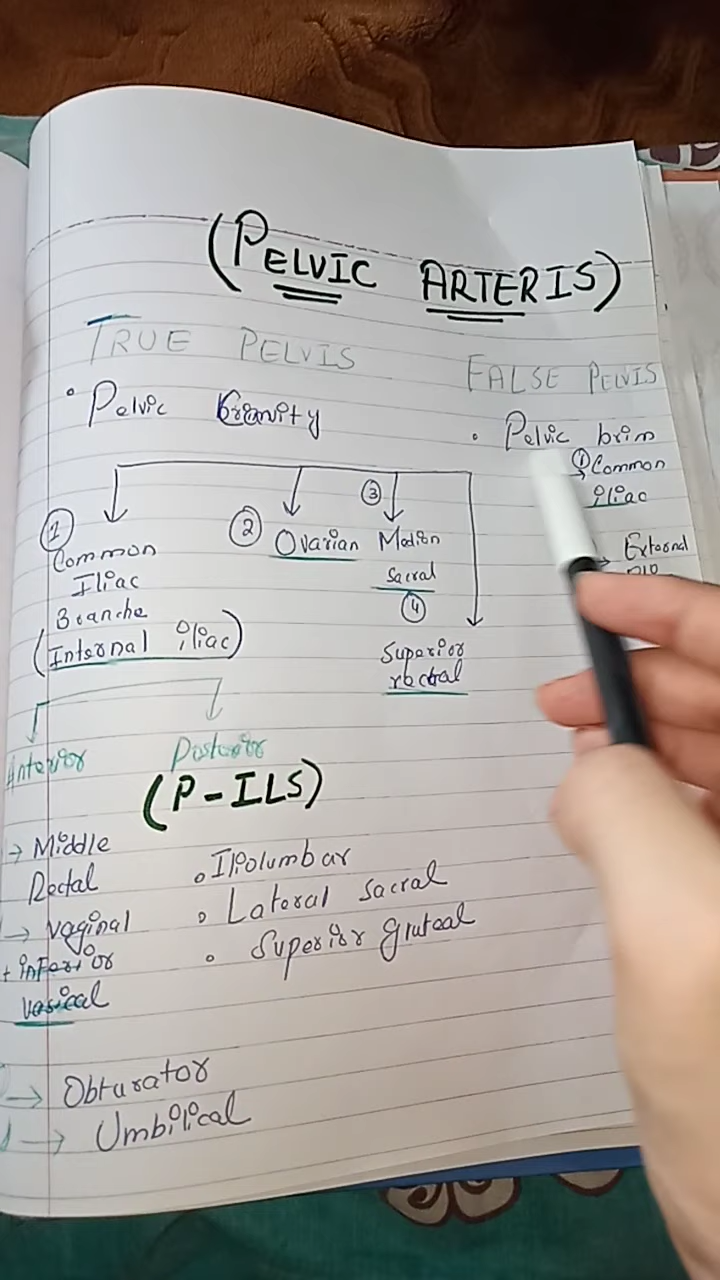 (PELVIC ARTERIS)
TRUE PELVIS
• Pelvic
① Common
Iliac
Branche
(Internal iliac)
② Ovarian
③
Median
sacral
④
Superior
rectal
Anterior
Posterior
(P-ILS)
→ Middle
Rectal
→ vaginal
+ inferior
vesical
→ Obturator
→ Umbilical
• Iliolumbar
• Lateral sacral
• Superior gluteal
FALSE PELVIS
• Pelvic brim
① Common
iliac
External